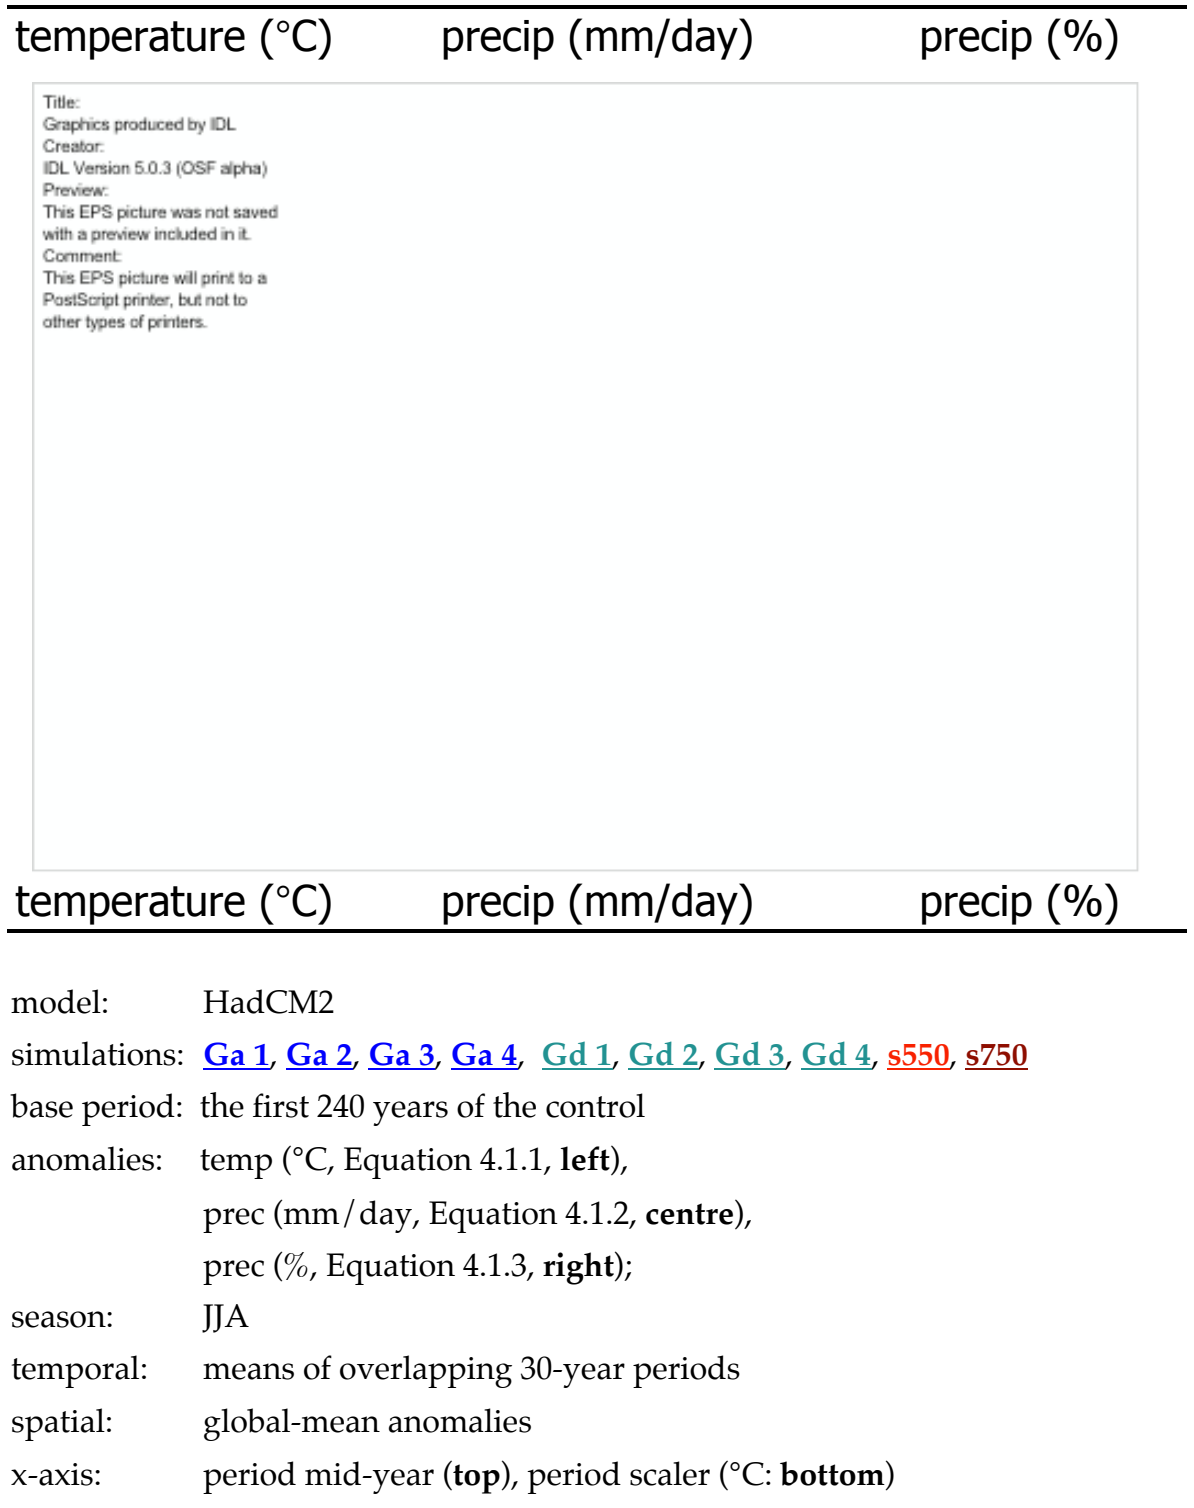 temperature (°C) precip (mm/day) precip (%)
Title:
Graphics produced by IDL
Creator:
IDL Version 5.0.3 (OSF alpha)
Preview:
This EPS picture was not saved
with a preview included in it.
Comment:
This EPS picture will print to a
PostScript printer, but not to
other types of printers.
temperature (°C) precip (mm/day) precip (%)
model: HadCM2
simulations: Ga 1, Ga 2, Ga 3, Ga 4, Gd 1, Gd 2, Gd 3, Gd 4, s550, s750
base period: the first 240 years of the control
anomalies: temp (°C, Equation 4.1.1, left),
prec (mm/day, Equation 4.1.2, centre),
prec (%, Equation 4.1.3, right);
season: JJA
temporal: means of overlapping 30-year periods
spatial: global-mean anomalies
x-axis: period mid-year (top), period scaler (°C: bottom)